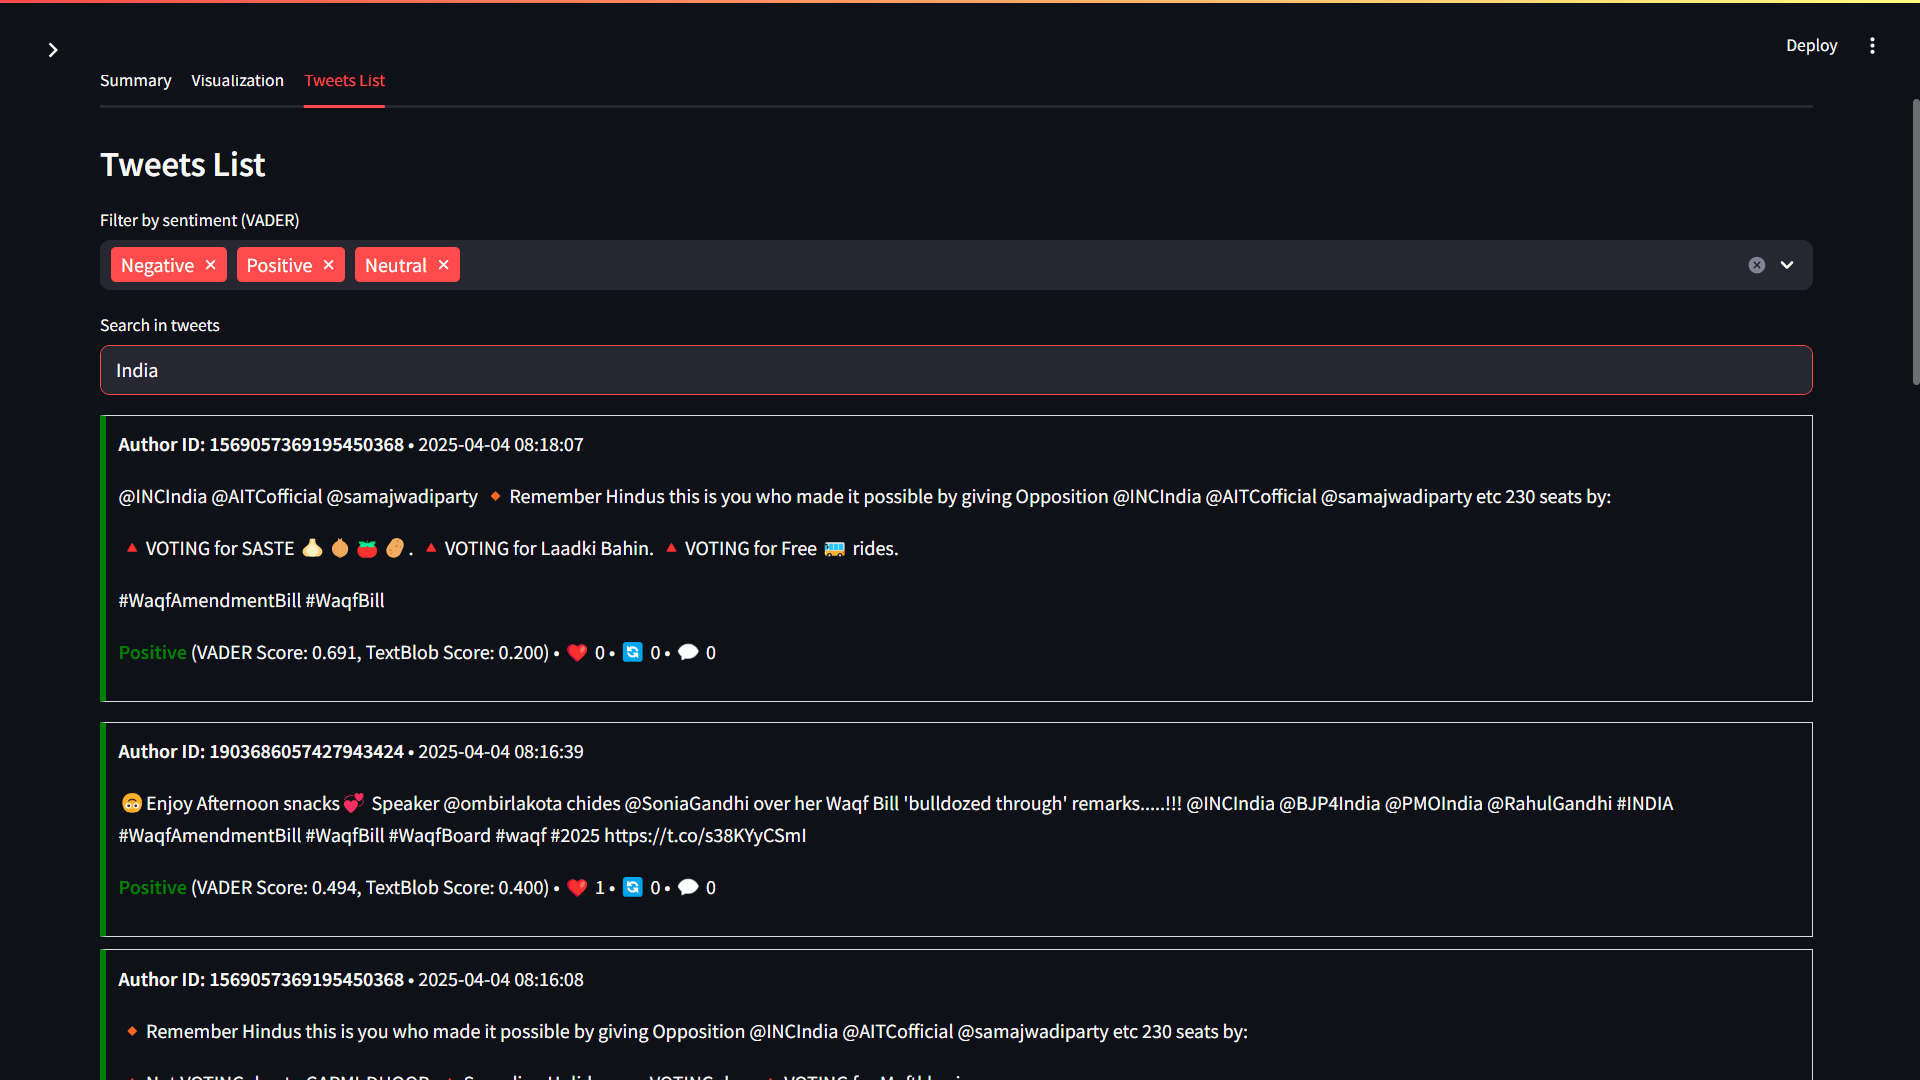 Deploy
Summary Visualization Tweets List
Tweets List
Filter by sentiment (VADER)
Negative Positive Neutral
Search in tweets
India
Author ID: 1569057369195450368 • 2025-04-04 08:18:07
@INCIndia @AITCofficial @samajwadiparty 🔸 Remember Hindus this is you who made it possible by giving Opposition @INCIndia @AITCofficial @samajwadiparty etc 230 seats by:
🔺 VOTING for SASTE 🧄 🧅 🍅 🥔 . 🔺 VOTING for Laadki Bahin. 🔺 VOTING for Free 🚌 rides.
#WaqfAmendmentBill #WaqfBill
Positive (VADER Score: 0.691, TextBlob Score: 0.200) • ❤️ 0 • 🔄 0 • 💬 0
Author ID: 1903686057427943424 • 2025-04-04 08:16:39
🙃Enjoy Afternoon snacks💞 Speaker @ombirlakota chides @SoniaGandhi over her Waqf Bill 'bulldozed through' remarks.....!!! @INCIndia @BJP4India @PMOIndia @RahulGandhi #INDIA
#WaqfAmendmentBill #WaqfBill #WaqfBoard #waqf #2025 https://t.co/s38KYyCSmI
Positive (VADER Score: 0.494, TextBlob Score: 0.400) • ❤️ 1 • 🔄 0 • 💬 0
Author ID: 1569057369195450368 • 2025-04-04 08:16:08
🔸 Remember Hindus this is you who made it possible by giving Opposition @INCIndia @AITCofficial @samajwadiparty etc 230 seats by: